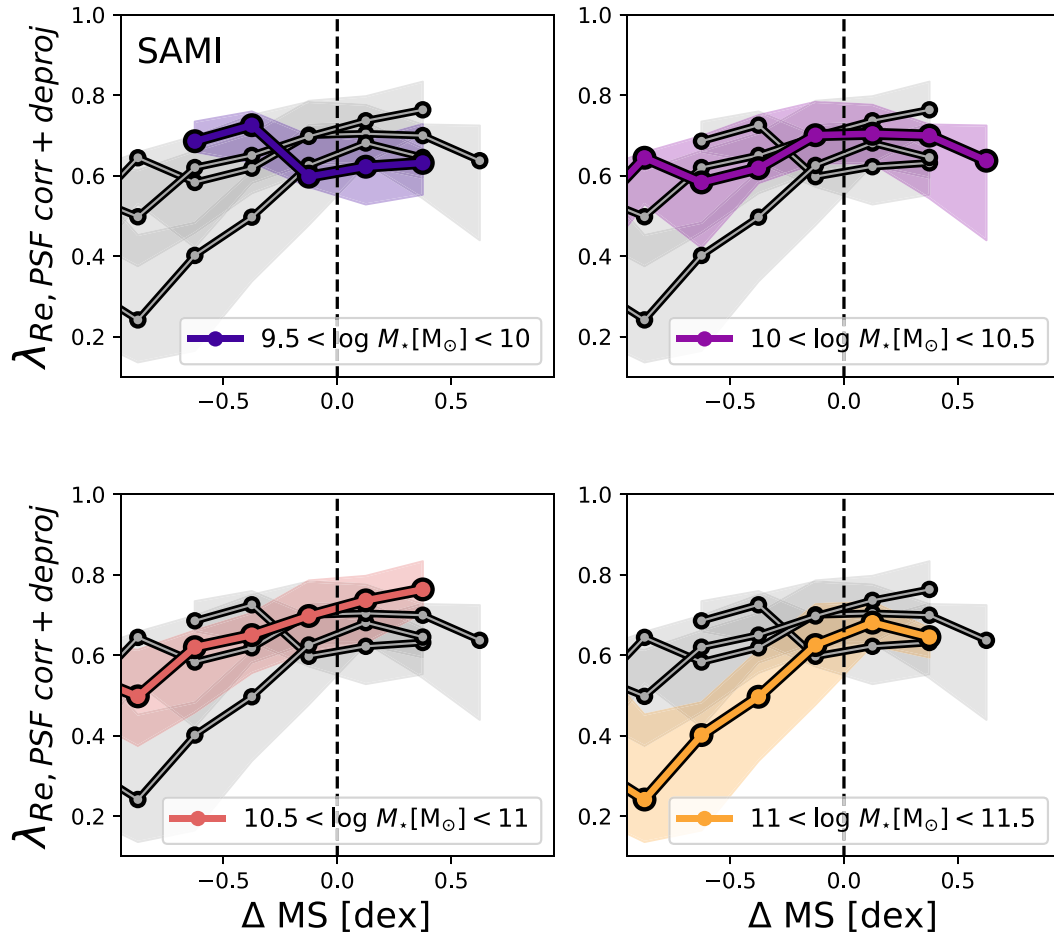 λRe, PSF corr + deproj
1.0
0.8
0.6
0.4
0.2
SAMI
9.5 < log M⋆[M⊙] < 10
−0.5 0.0 0.5
1.0
0.8
0.6
0.4
0.2
10 < log M⋆[M⊙] < 10.5
−0.5 0.0 0.5
λRe, PSF corr + deproj
1.0
0.8
0.6
0.4
0.2
10.5 < log M⋆[M⊙] < 11
−0.5 0.0 0.5
Δ MS [dex]
1.0
0.8
0.6
0.4
0.2
11 < log M⋆[M⊙] < 11.5
−0.5 0.0 0.5
Δ MS [dex]